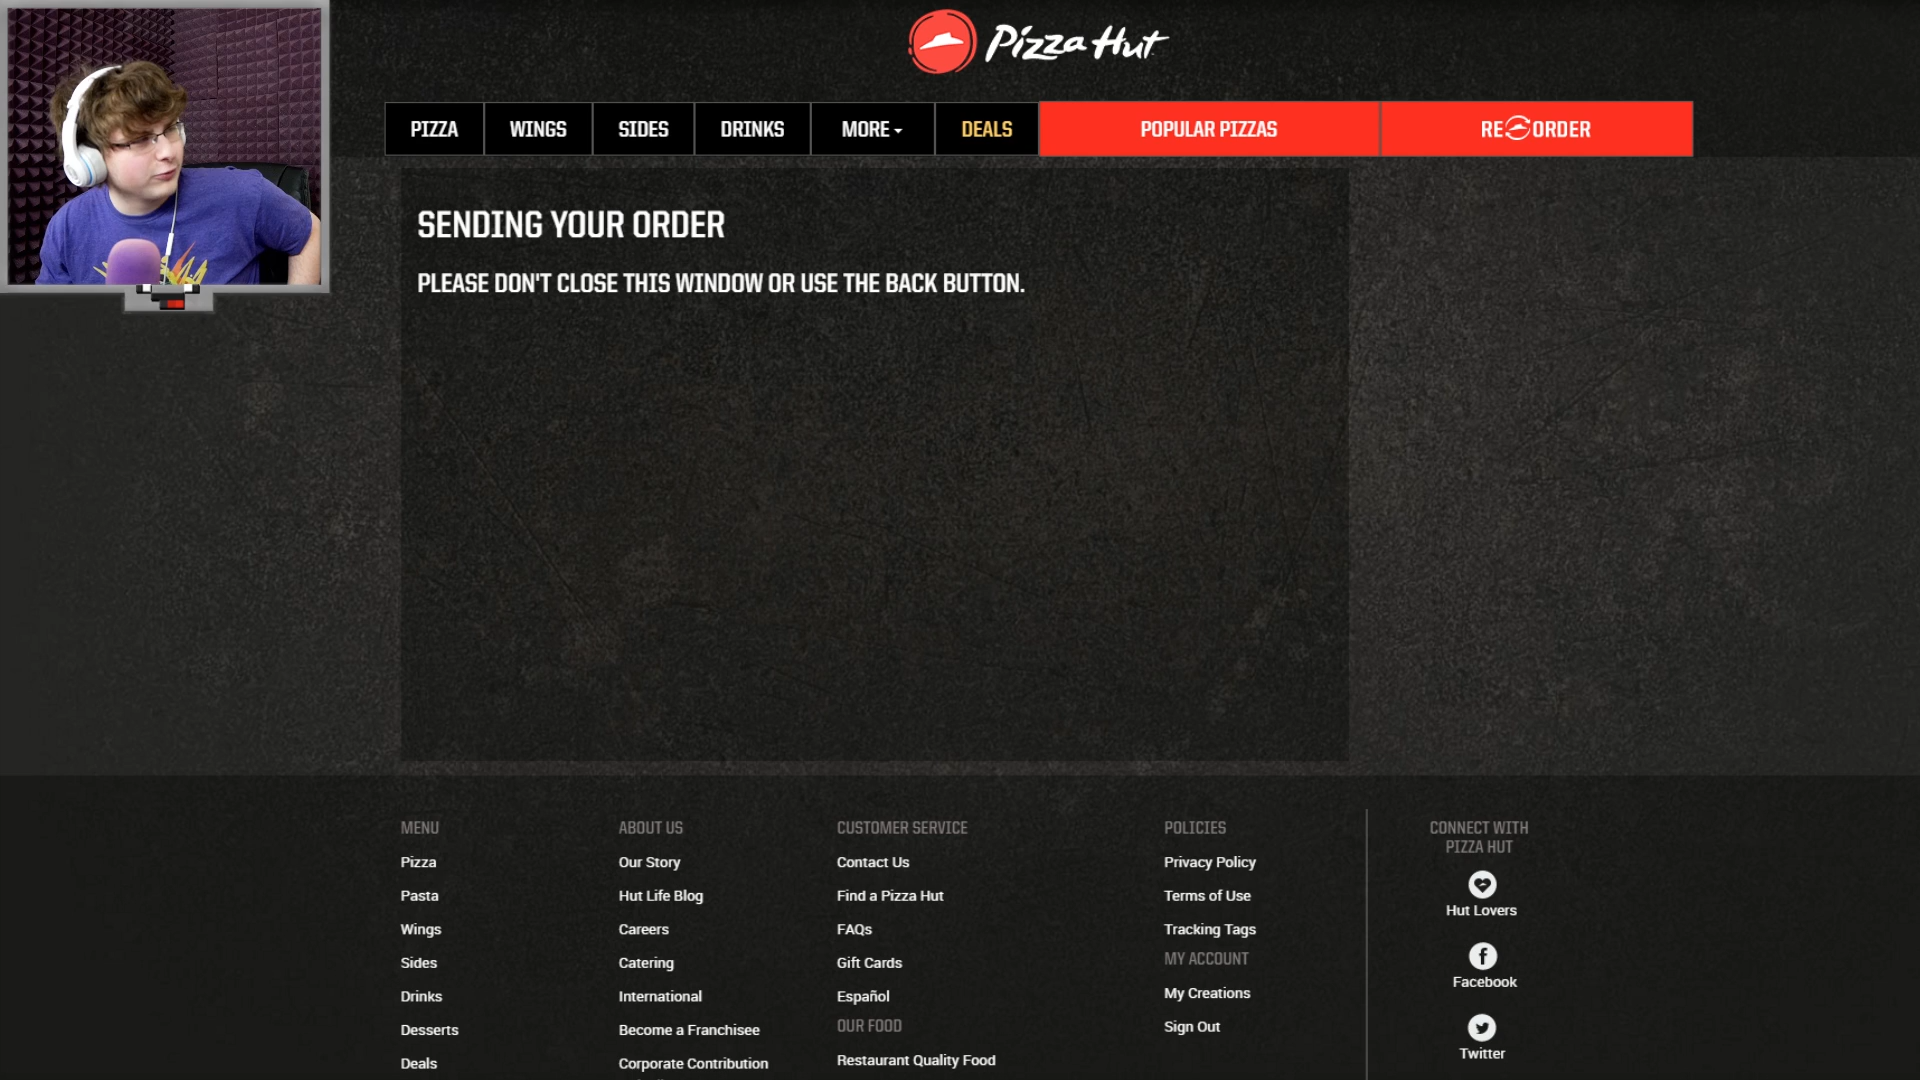 Pizza Hut
PIZZA WINGS SIDES DRINKS MORE DEALS POPULAR PIZZAS RE ORDER
SENDING YOUR ORDER
PLEASE DON'T CLOSE THIS WINDOW OR USE THE BACK BUTTON.
MENU
Pizza
Pasta
Wings
Sides
Drinks
Desserts
Deals
ABOUT US
Our Story
Hut Life Blog
Careers
Catering
International
Become a Franchisee
Corporate Contribution
CUSTOMER SERVICE
Contact Us
Find a Pizza Hut
FAQs
Gift Cards
Español
OUR FOOD
Restaurant Quality Food
POLICIES
Privacy Policy
Terms of Use
Tracking Tags
MY ACCOUNT
My Creations
Sign Out
CONNECT WITH
PIZZA HUT
Hut Lovers
Facebook
Twitter